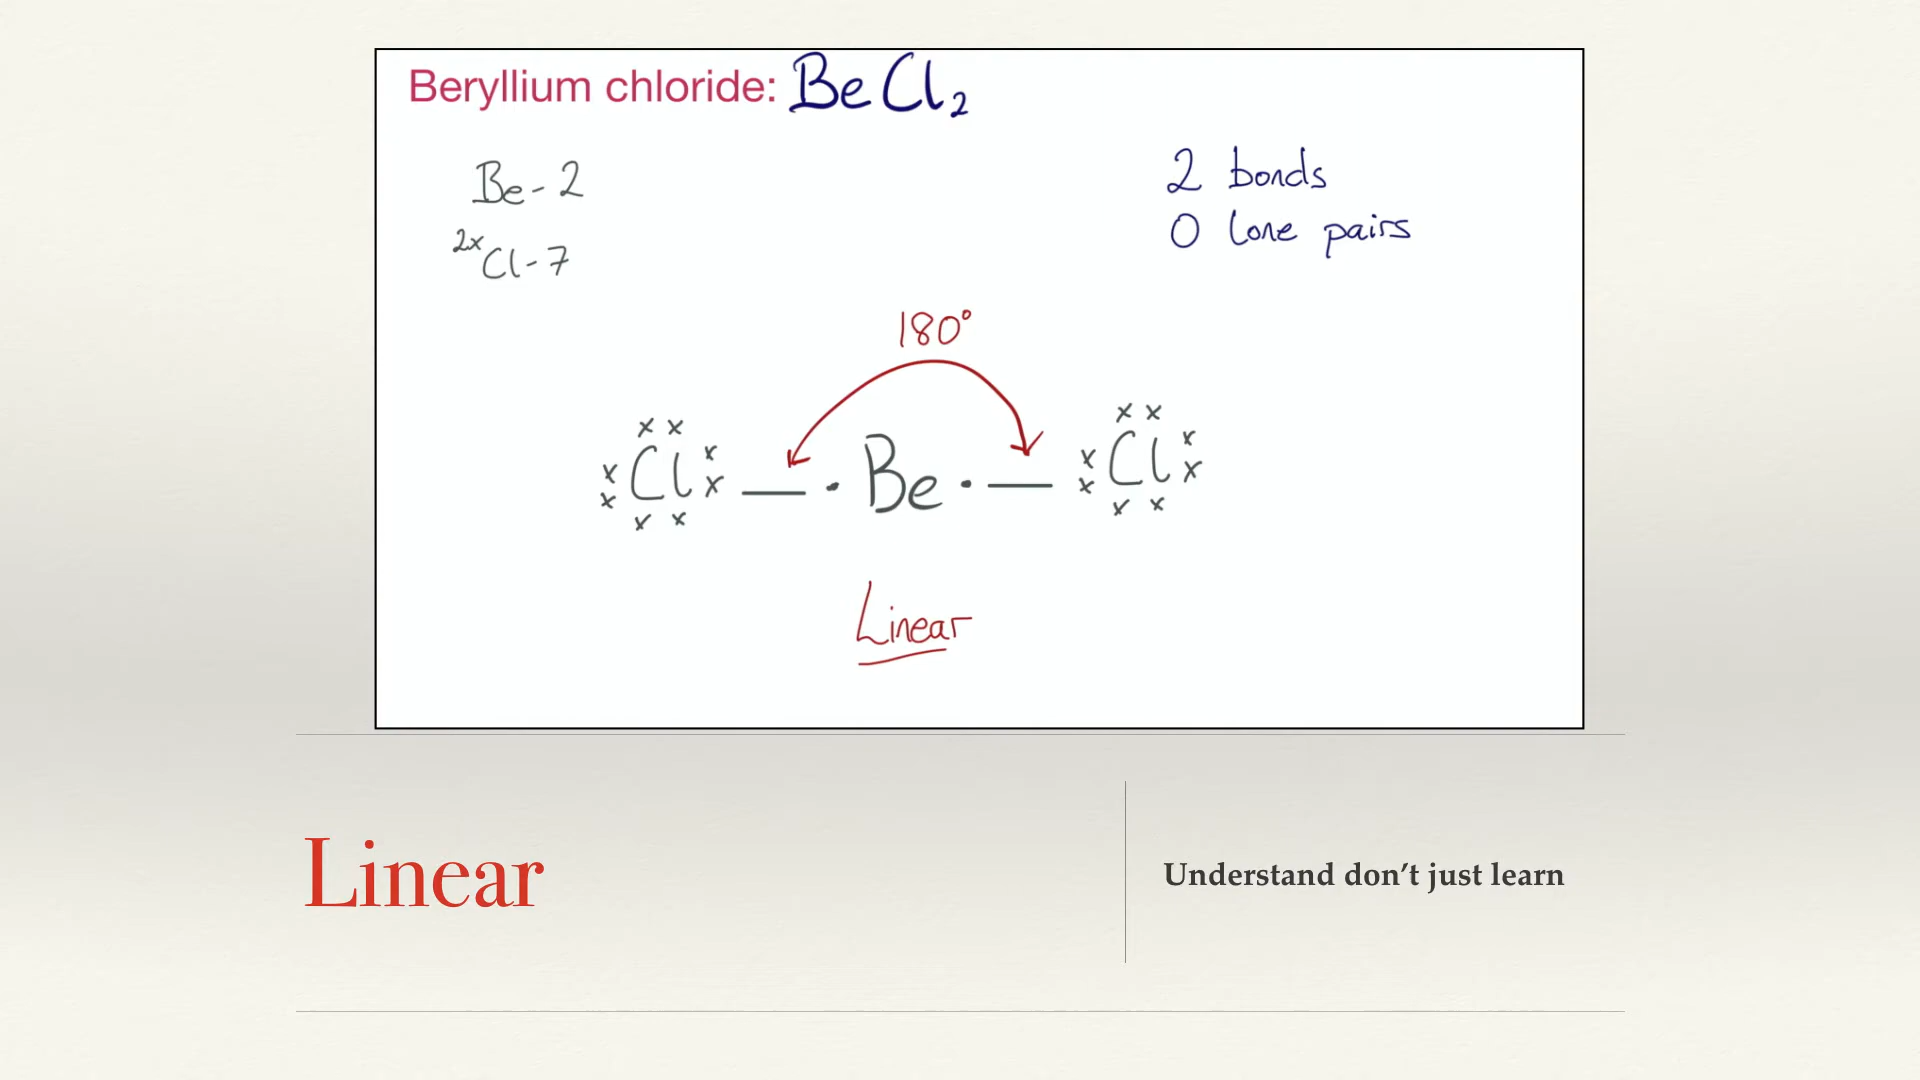 Beryllium chloride: BeCl₂
Be - 2
2x Cl - 7
2 bonds
0 lone pairs
180°
Cl — · Be · — Cl
Linear
Linear
Understand don’t just learn